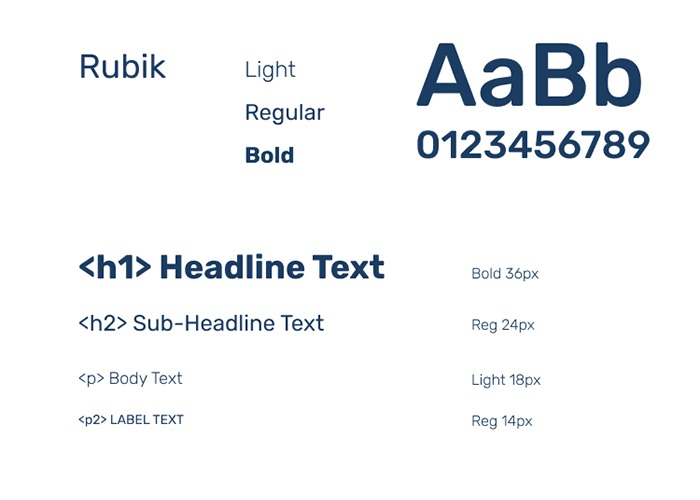 Rubik
Light
Regular
Bold
AaBb
0123456789
<h1> Headline Text
Bold 36px
<h2> Sub-Headline Text
Reg 24px
<p> Body Text
Light 18px
<p2> LABEL TEXT
Reg 14px